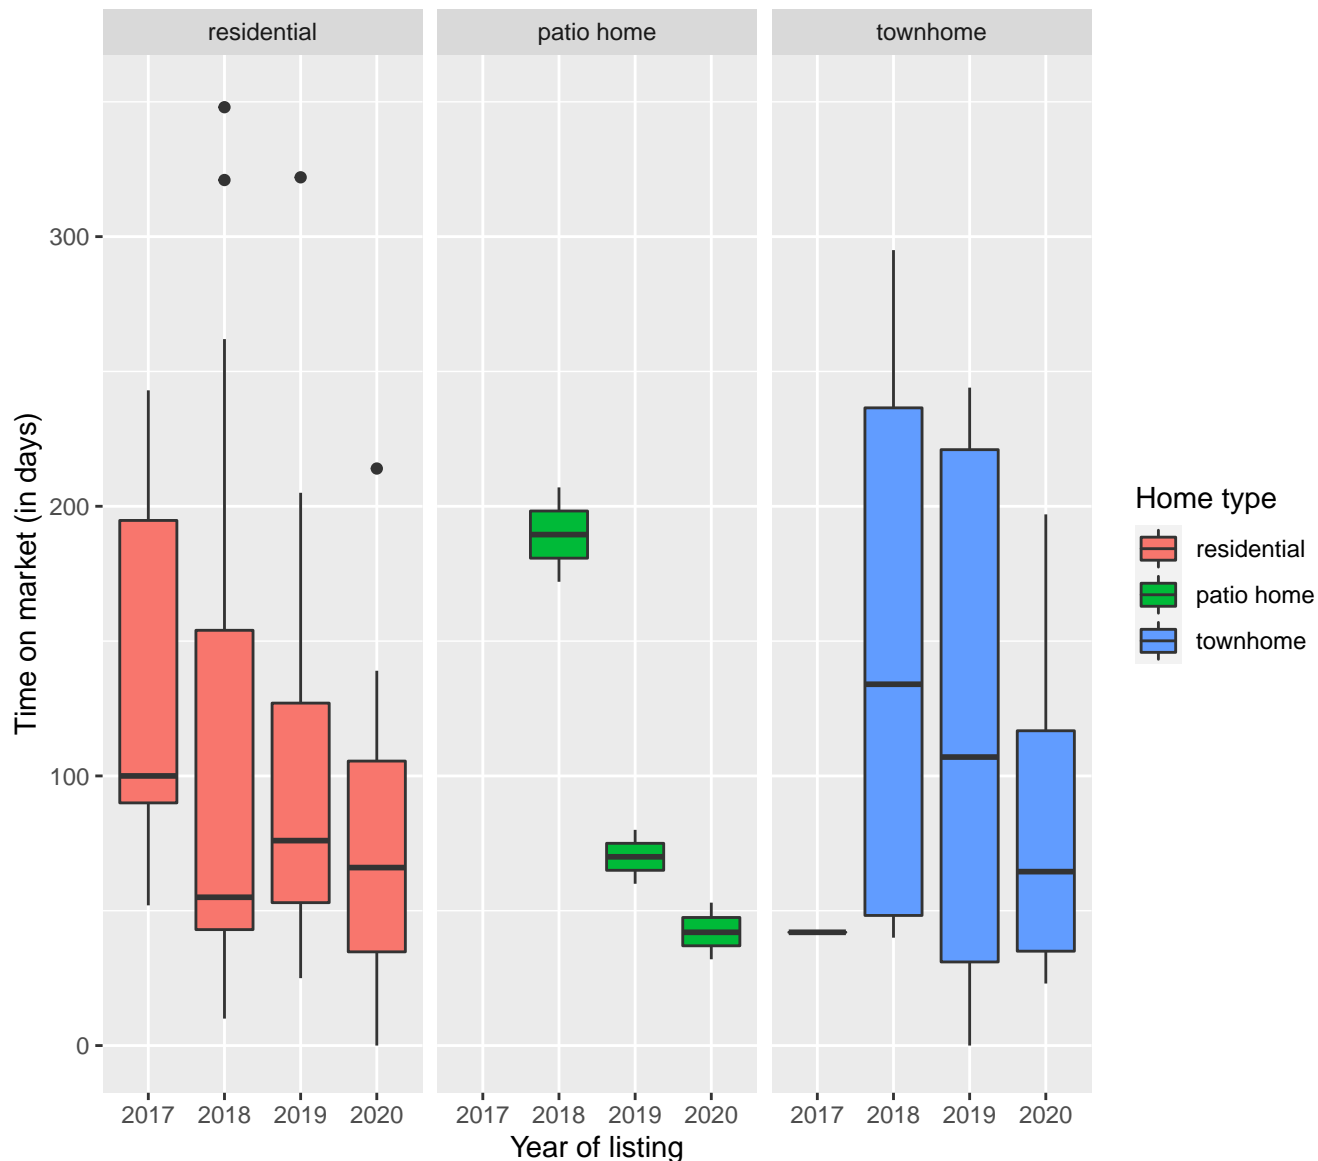 residential patio home townhome
Time on market (in days)
300
200
100
0
2017 2018 2019 2020 2017 2018 2019 2020 2017 2018 2019 2020
Year of listing
Home type
residential
patio home
townhome